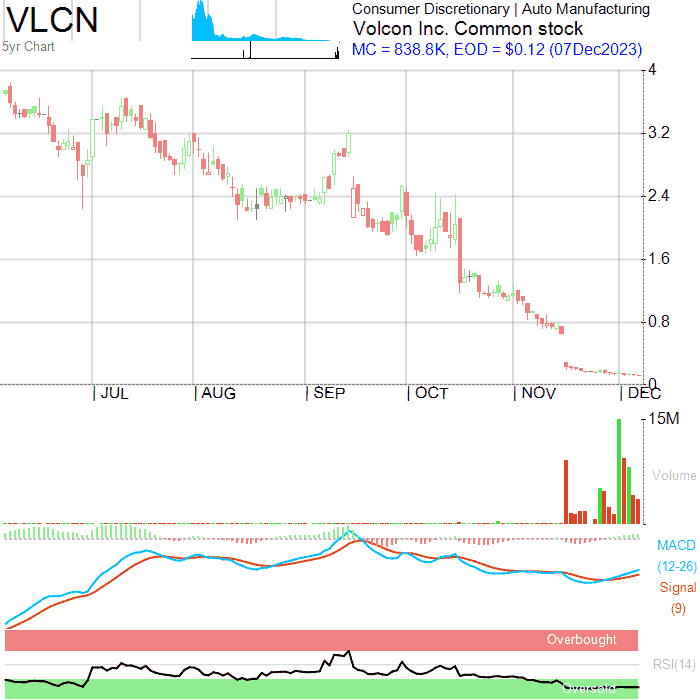 VLCN
5yr Chart
Consumer Discretionary | Auto Manufacturing
Volcon Inc. Common stock
MC = 838.8K, EOD = $0.12 (07Dec2023)
4
3.2
2.4
1.6
0.8
0
JUL
AUG
SEP
OCT
NOV
DEC
15M
Volume
MACD
(12-26)
Signal
(9)
Overbought
RSI(14)
Oversold